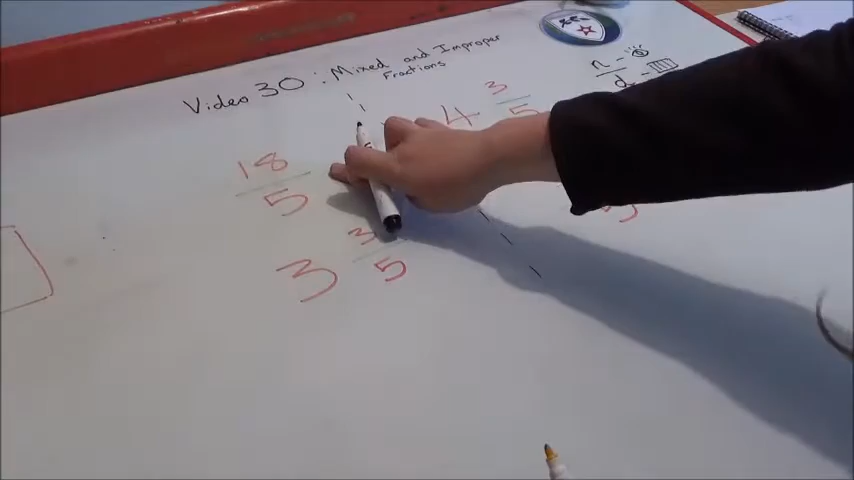 Video 30 : Mixed and Improper
Fractions
n -
d -
18
5
3 3
5
4 3
5